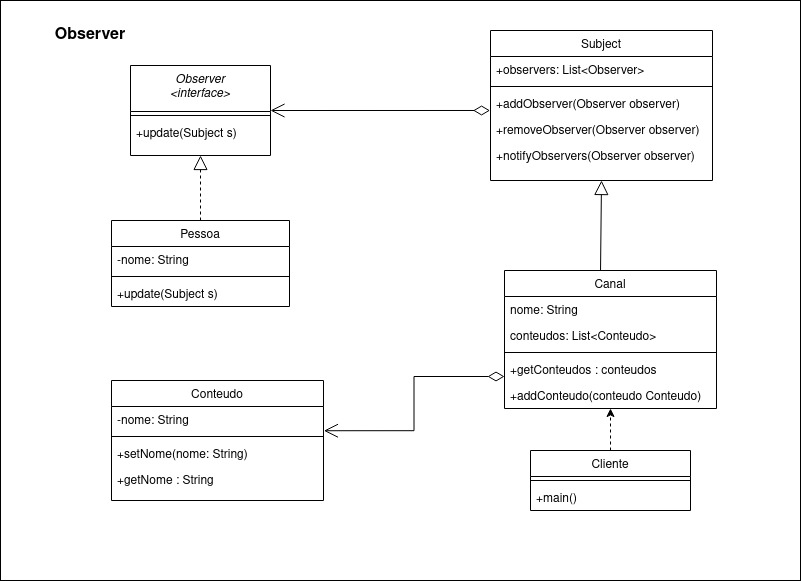 Observer
Observer
<interface>
+update(Subject s)
Subject
+observers: List<Observer>
+addObserver(Observer observer)
+removeObserver(Observer observer)
+notifyObservers(Observer observer)
Pessoa
-nome: String
+update(Subject s)
Canal
nome: String
conteudos: List<Conteudo>
+getConteudos : conteudos
+addConteudo(conteudo Conteudo)
Conteudo
-nome: String
+setNome(nome: String)
+getNome : String
Cliente
+main()